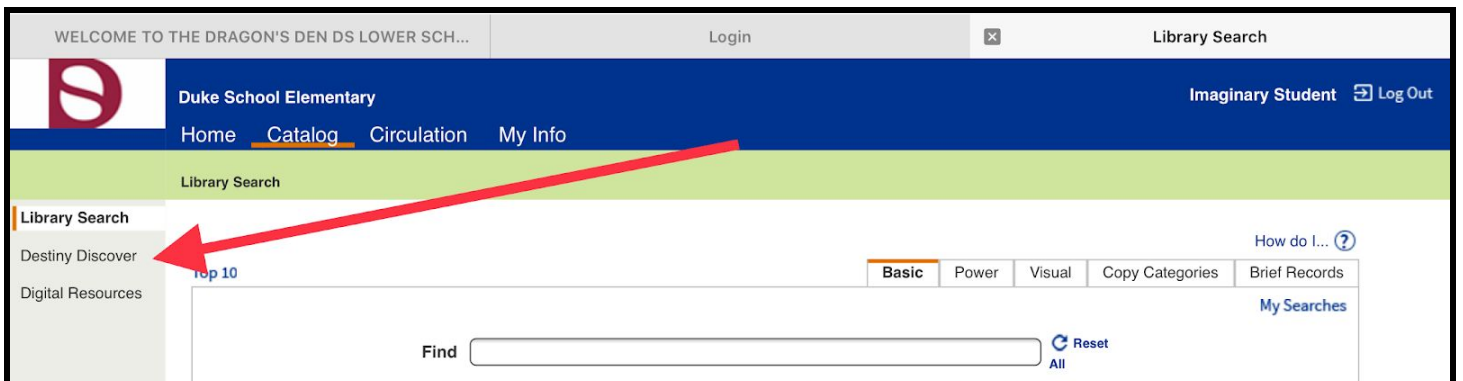 WELCOME TO THE DRAGON'S DEN DS LOWER SCH... Login Library Search
Duke School Elementary Imaginary Student Log Out
Home Catalog Circulation My Info
Library Search
Library Search
Destiny Discover
Digital Resources
How do I... ?
Top 10 Basic Power Visual Copy Categories Brief Records
My Searches
Find Reset
All